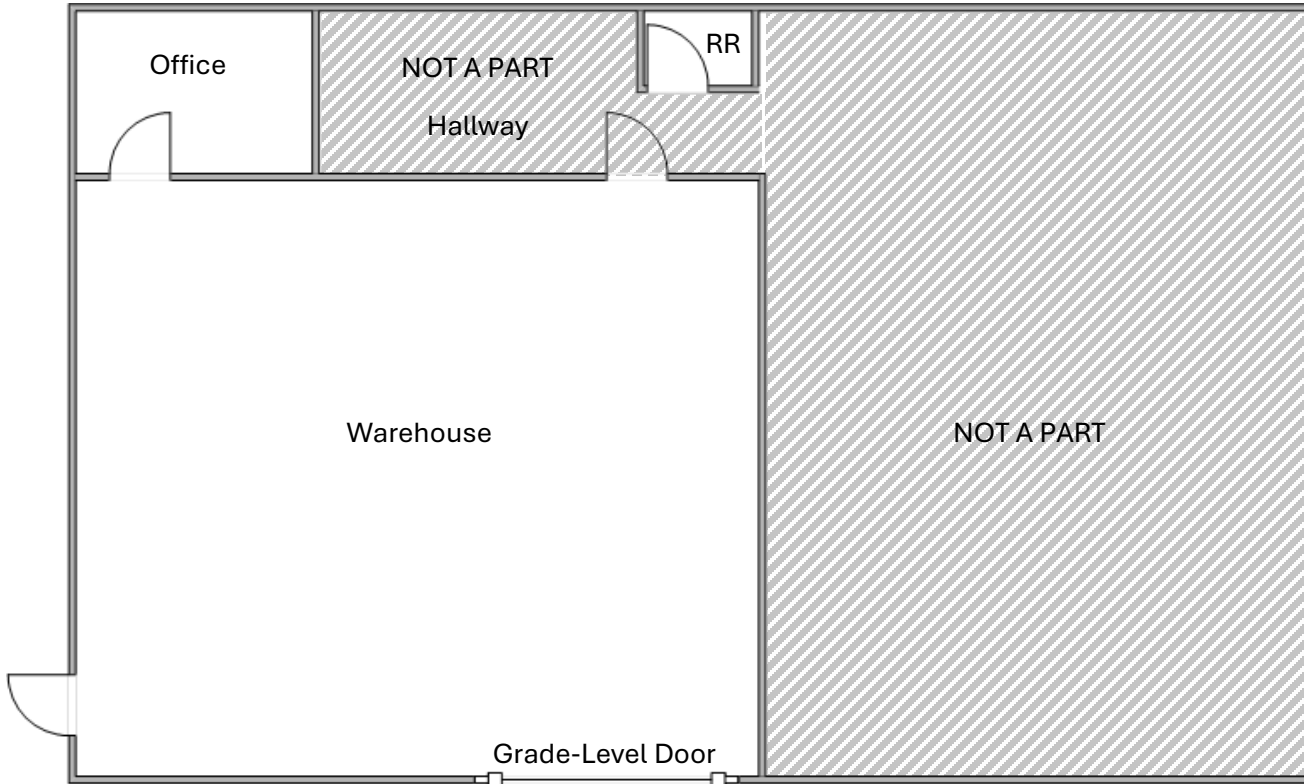 Office
NOT A PART
Hallway
RR
Warehouse
NOT A PART
Grade-Level Door